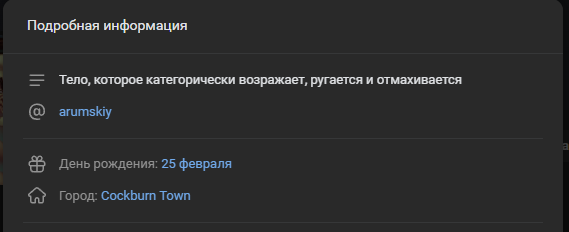 Подробная информация
Тело, которое категорически возражает, ругается и отмахивается
@ arumskiy
День рождения: 25 февраля
Город: Cockburn Town